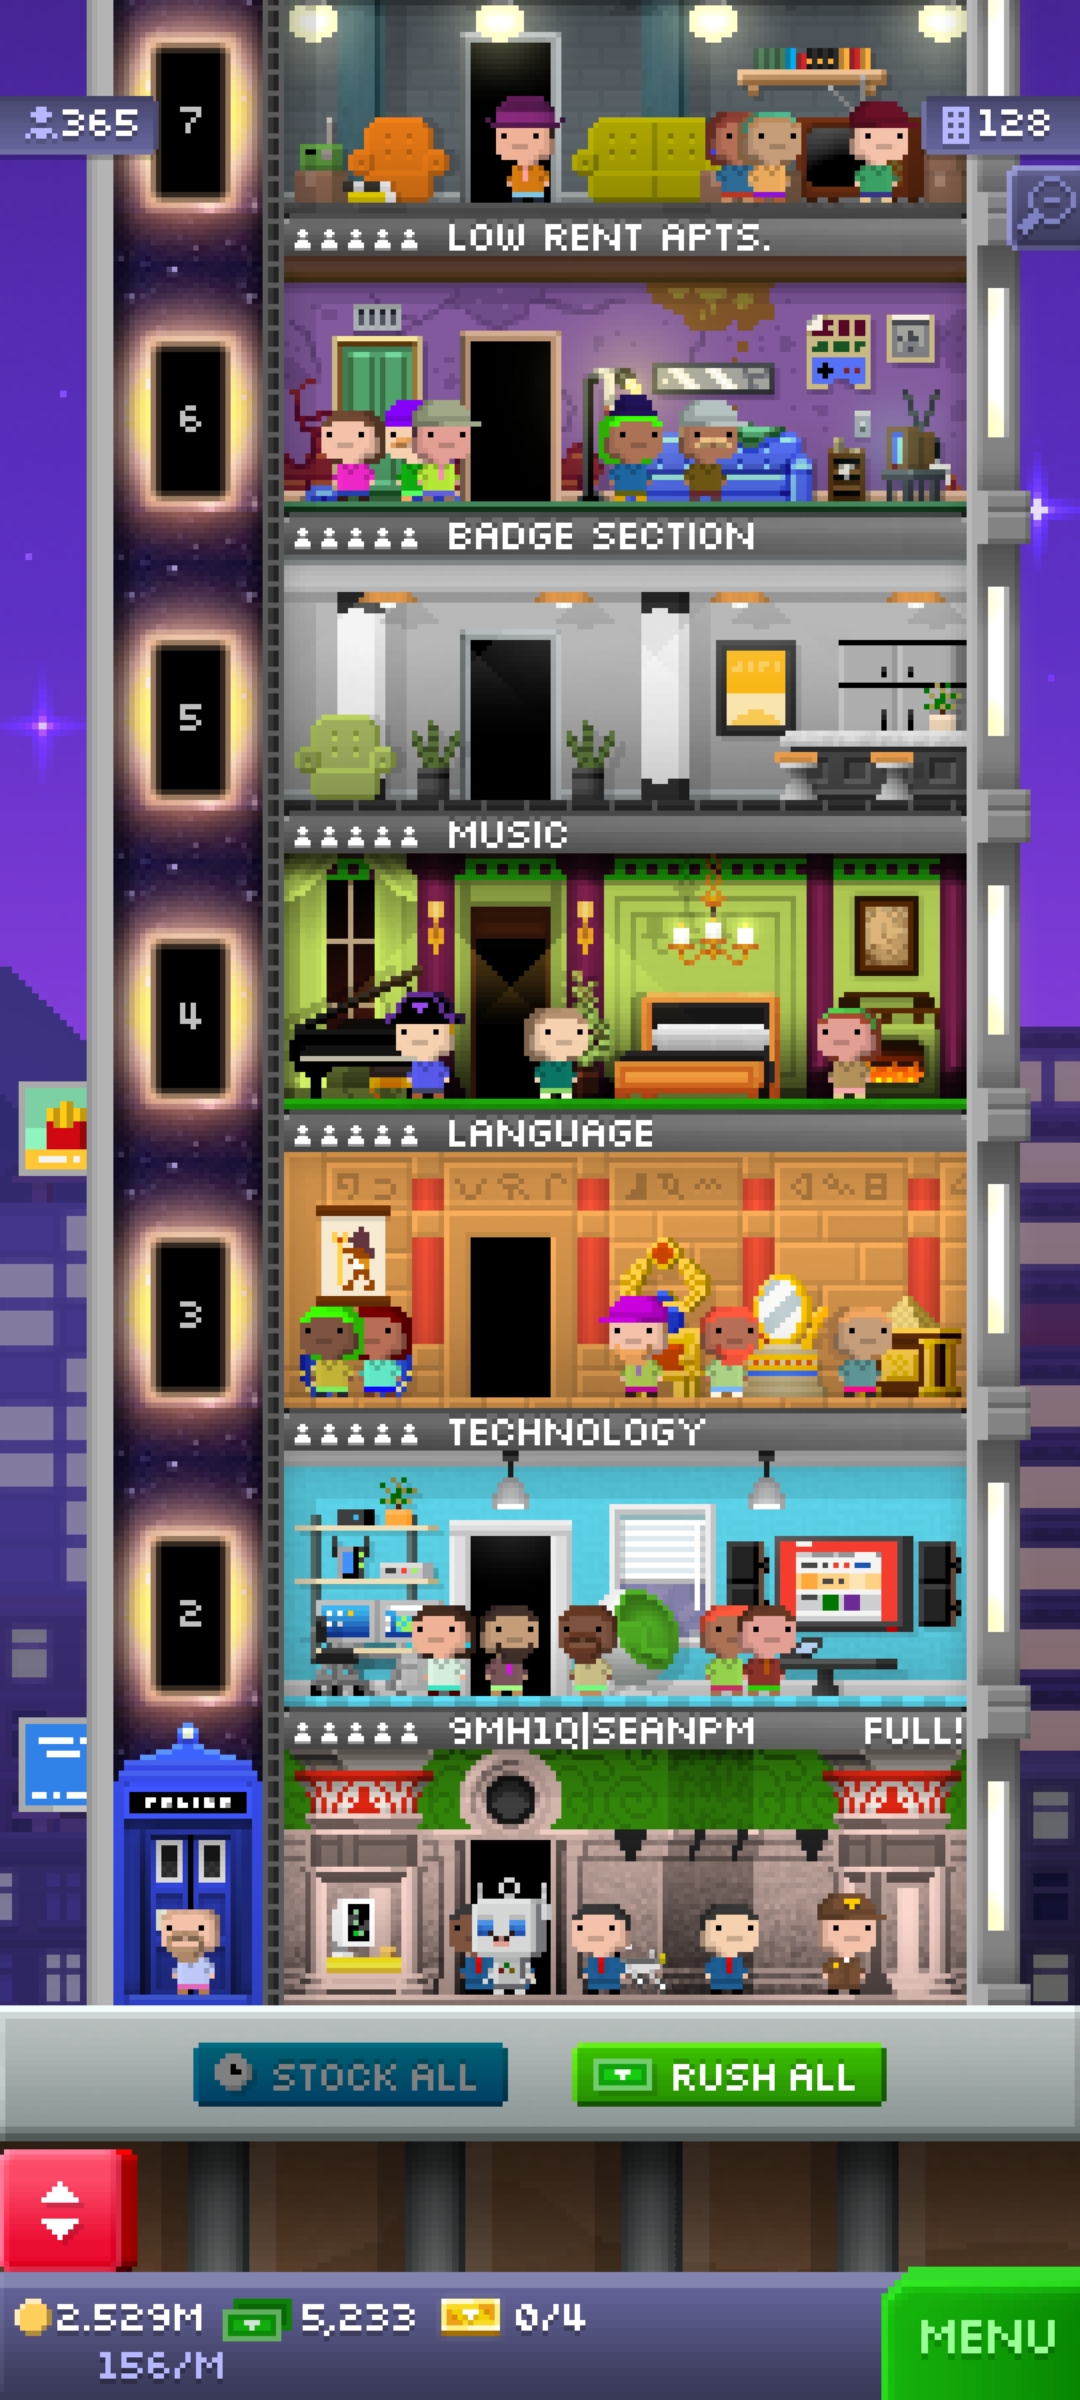 7
365
128
LOW RENT APTS.
6
BADGE SECTION
5
MUSIC
4
LANGUAGE
3
TECHNOLOGY
2
9MH1Q|SEANPM FULL!
POLICE
STOCK ALL
RUSH ALL
2.529M 5,233 0/4
156/M
MENU